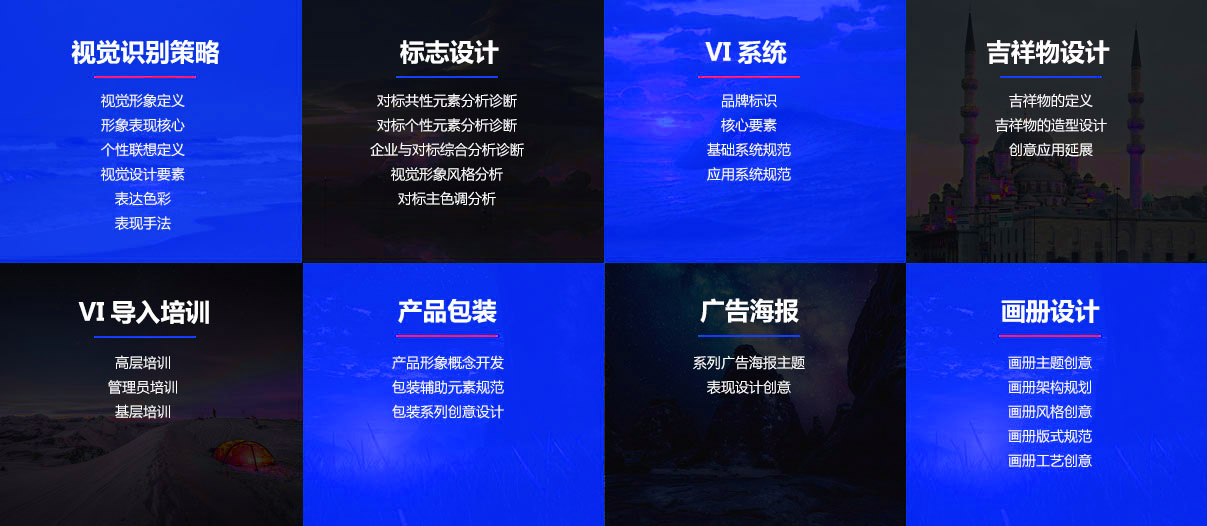 视觉识别策略
视觉形象定义
形象表现核心
个性联想定义
视觉设计要素
表达色彩
表现手法
标志设计
对标共性元素分析诊断
对标个性元素分析诊断
企业与对标综合分析诊断
视觉形象风格分析
对标主色调分析
VI 系统
品牌标识
核心要素
基础系统规范
应用系统规范
吉祥物设计
吉祥物的定义
吉祥物的造型设计
创意应用延展
VI 导入培训
高层培训
管理员培训
基层培训
产品包装
产品形象概念开发
包装辅助元素规范
包装系列创意设计
广告海报
系列广告海报主题
表现设计创意
画册设计
画册主题创意
画册架构规划
画册风格创意
画册版式规范
画册工艺创意